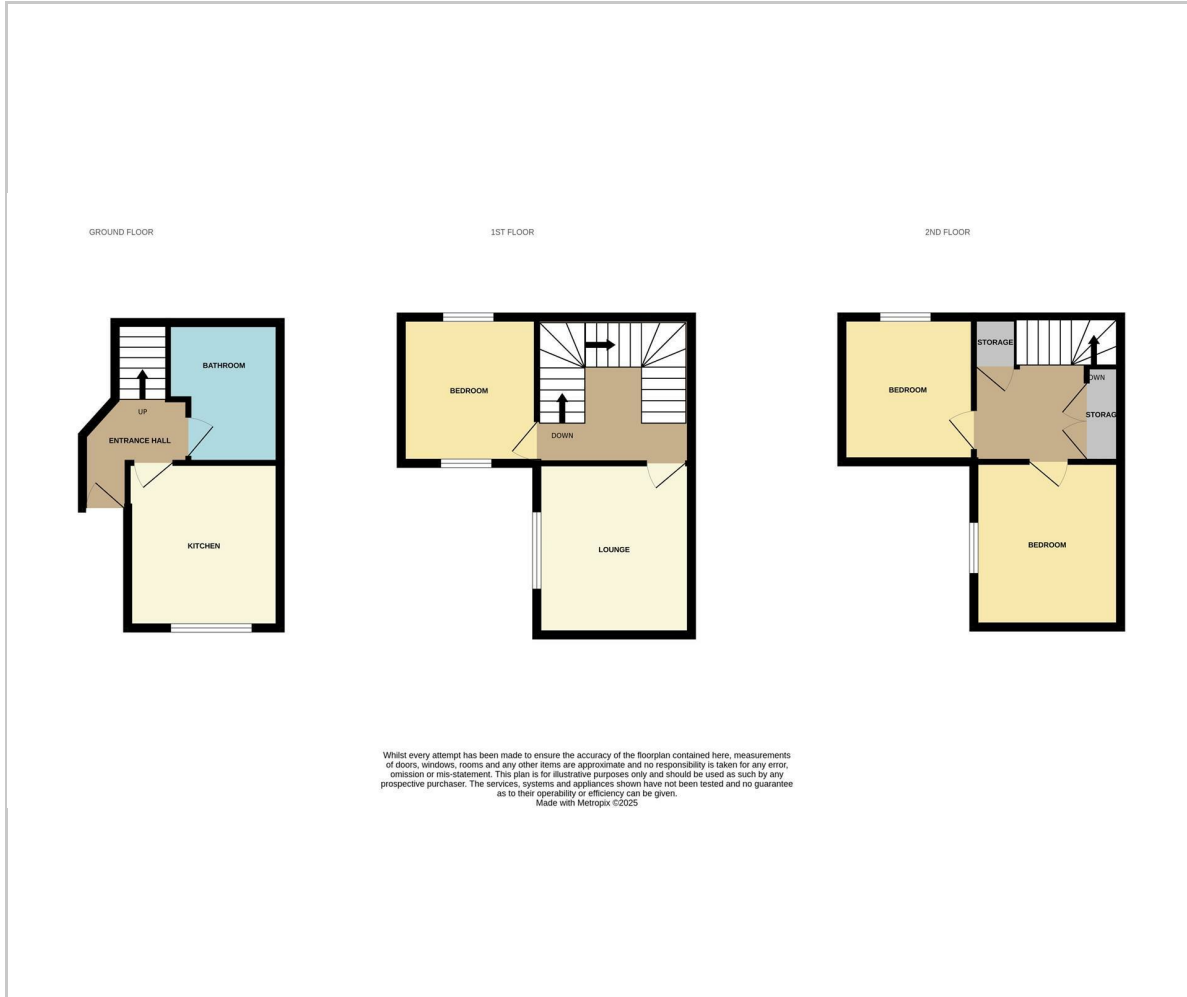 GROUND FLOOR
1ST FLOOR
2ND FLOOR
BATHROOM
UP
ENTRANCE HALL
KITCHEN
BEDROOM
DOWN
LOUNGE
STORAGE
BEDROOM
OWN
STORAG
BEDROOM
Whilst every attempt has been made to ensure the accuracy of the floorplan contained here, measurements
of doors, windows, rooms and any other items are approximate and no responsibility is taken for any error,
omission or mis-statement. This plan is for illustrative purposes only and should be used as such by any
prospective purchaser. The services, systems and appliances shown have not been tested and no guarantee
as to their operability or efficiency can be given.
Made with Metropix ©2025